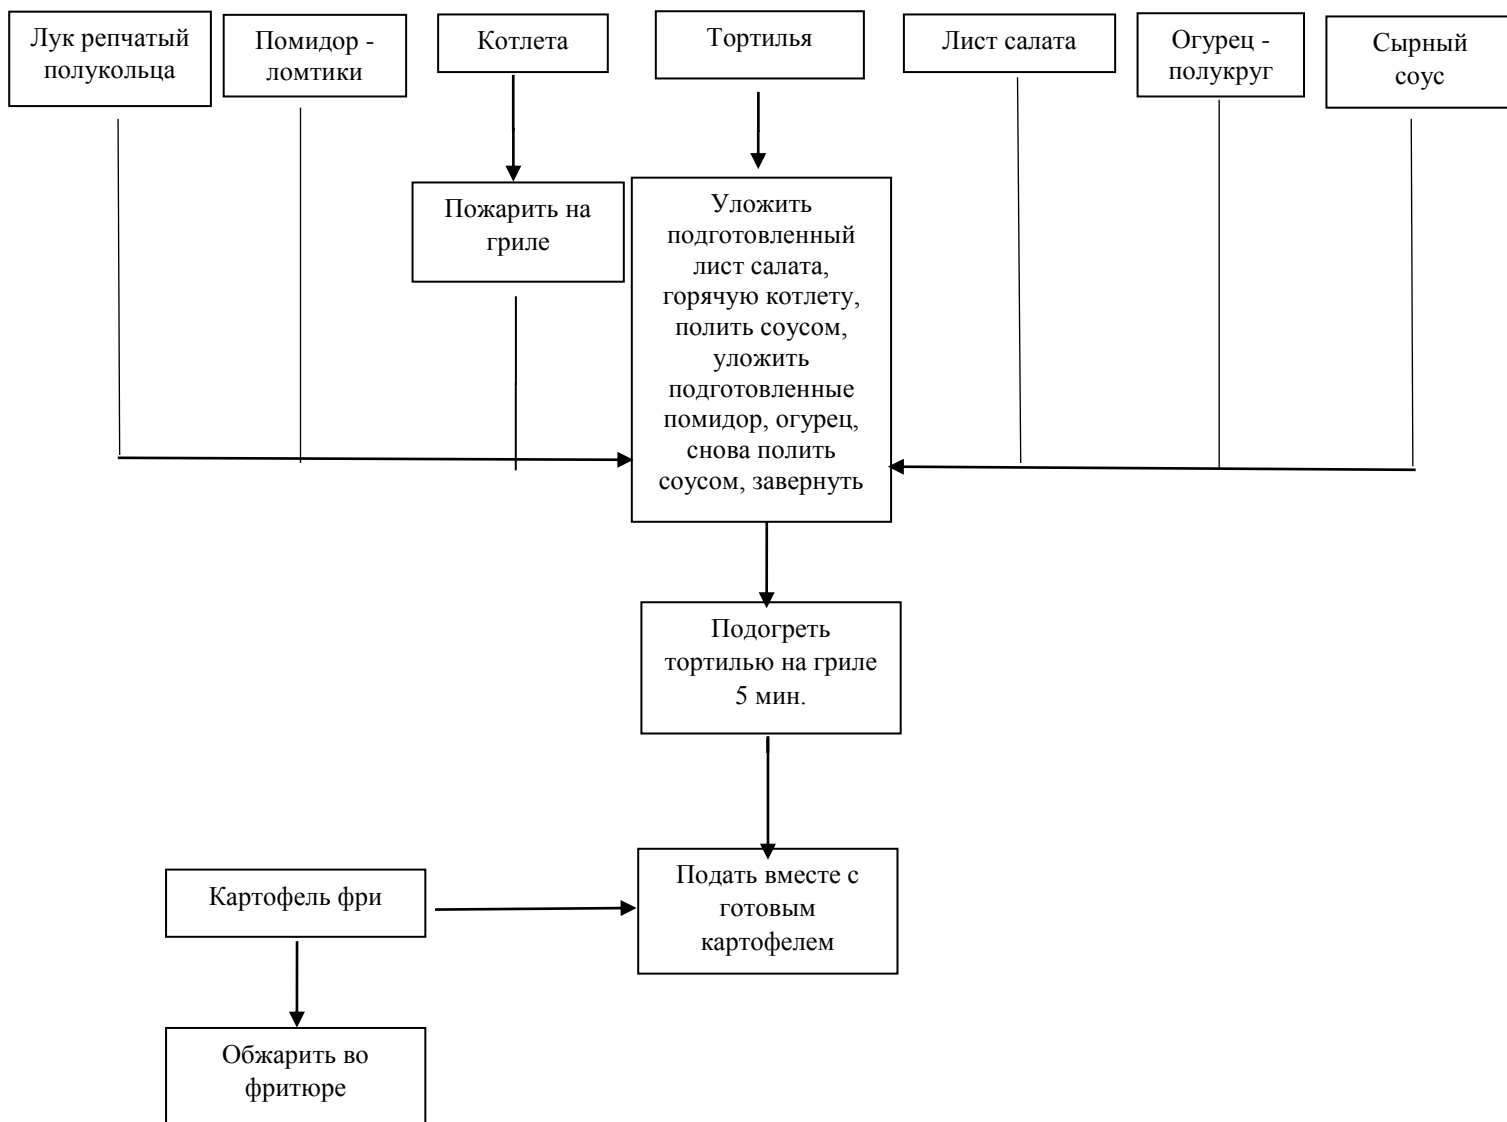 Лук репчатый
полукольца
Помидор -
ломтики
Котлета
Тортилья
Лист салата
Огурец -
полукруг
Сырный
соус
Пожарить на
гриле
Уложить
подготовленный
лист салата,
горячую котлету,
полить соусом,
уложить
подготовленные
помидор, огурец,
снова полить
соусом, завернуть
Подогреть
тортилью на гриле
5 мин.
Картофель фри
Подать вместе с
готовым
картофелем
Обжарить во
фритюре